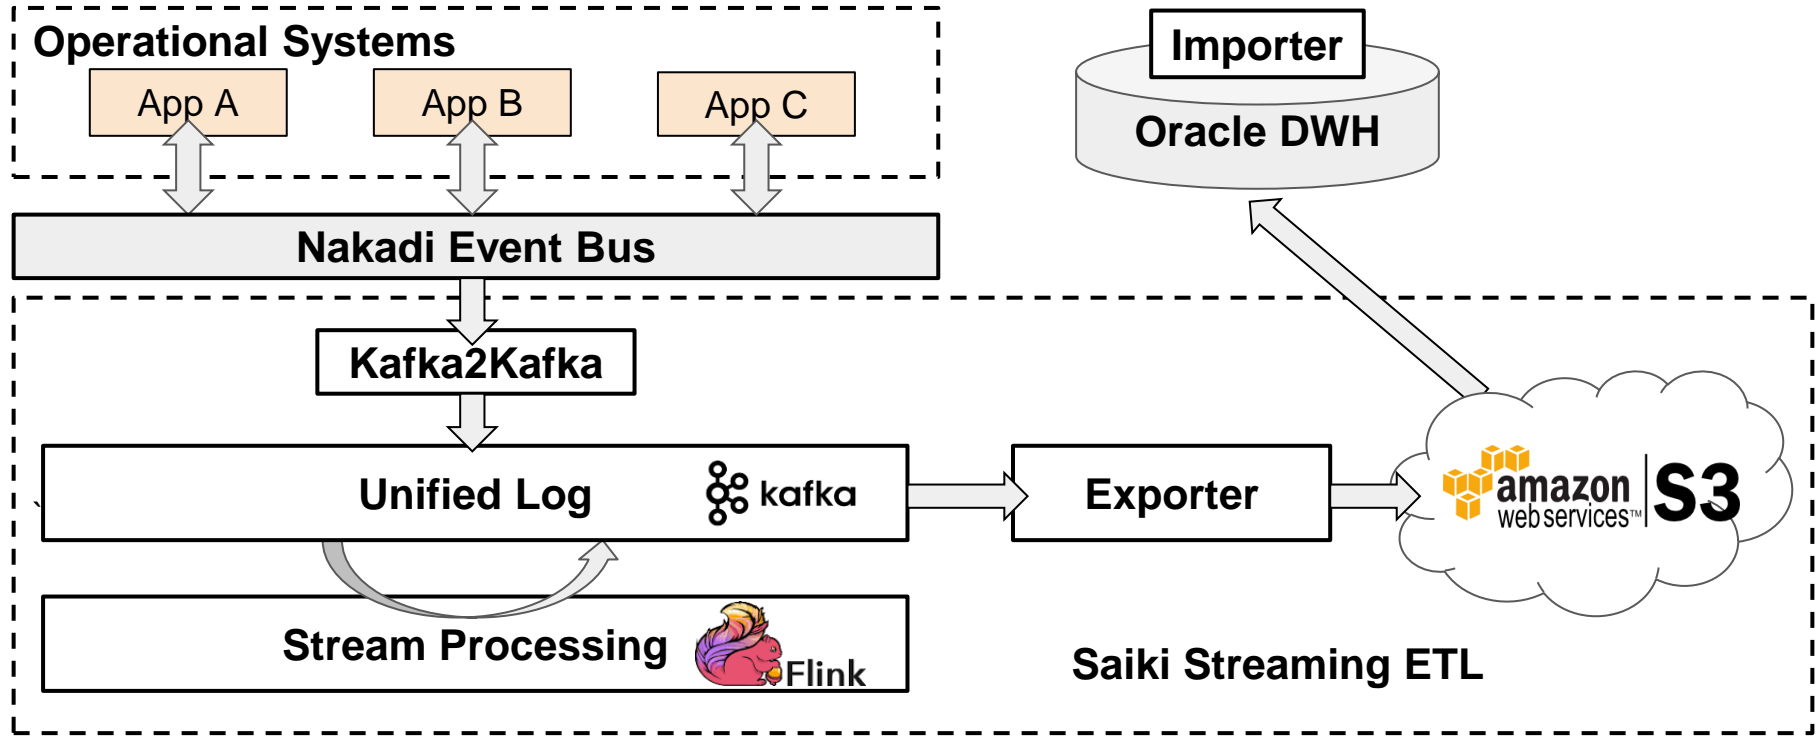 Operational Systems
App A
App B
App C
Importer
Oracle DWH
Nakadi Event Bus
Kafka2Kafka
Unified Log
kafka
Exporter
amazon
web services™
S3
`
Stream Processing
Flink
Saiki Streaming ETL